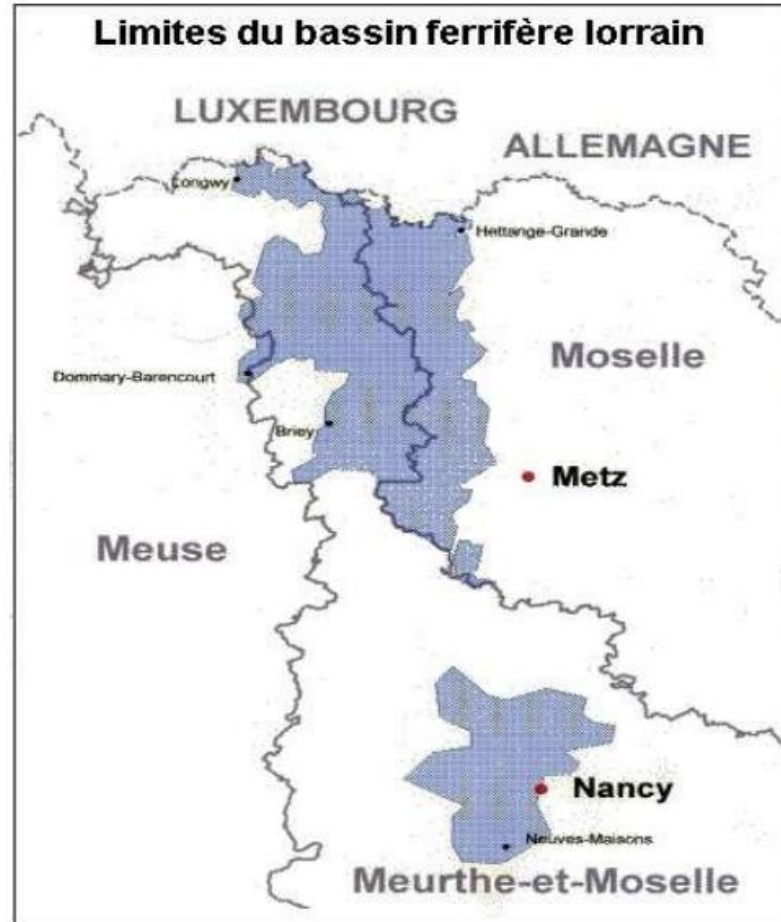 Limites du bassin ferrifère lorrain
LUXEMBOURG
ALLEMAGNE
Longwy
Hettange-Grande
Moselle
Dommary-Barencourt
Briey
Metz
Meuse
Nancy
Neuves-Maisons
Meurthe-et-Moselle